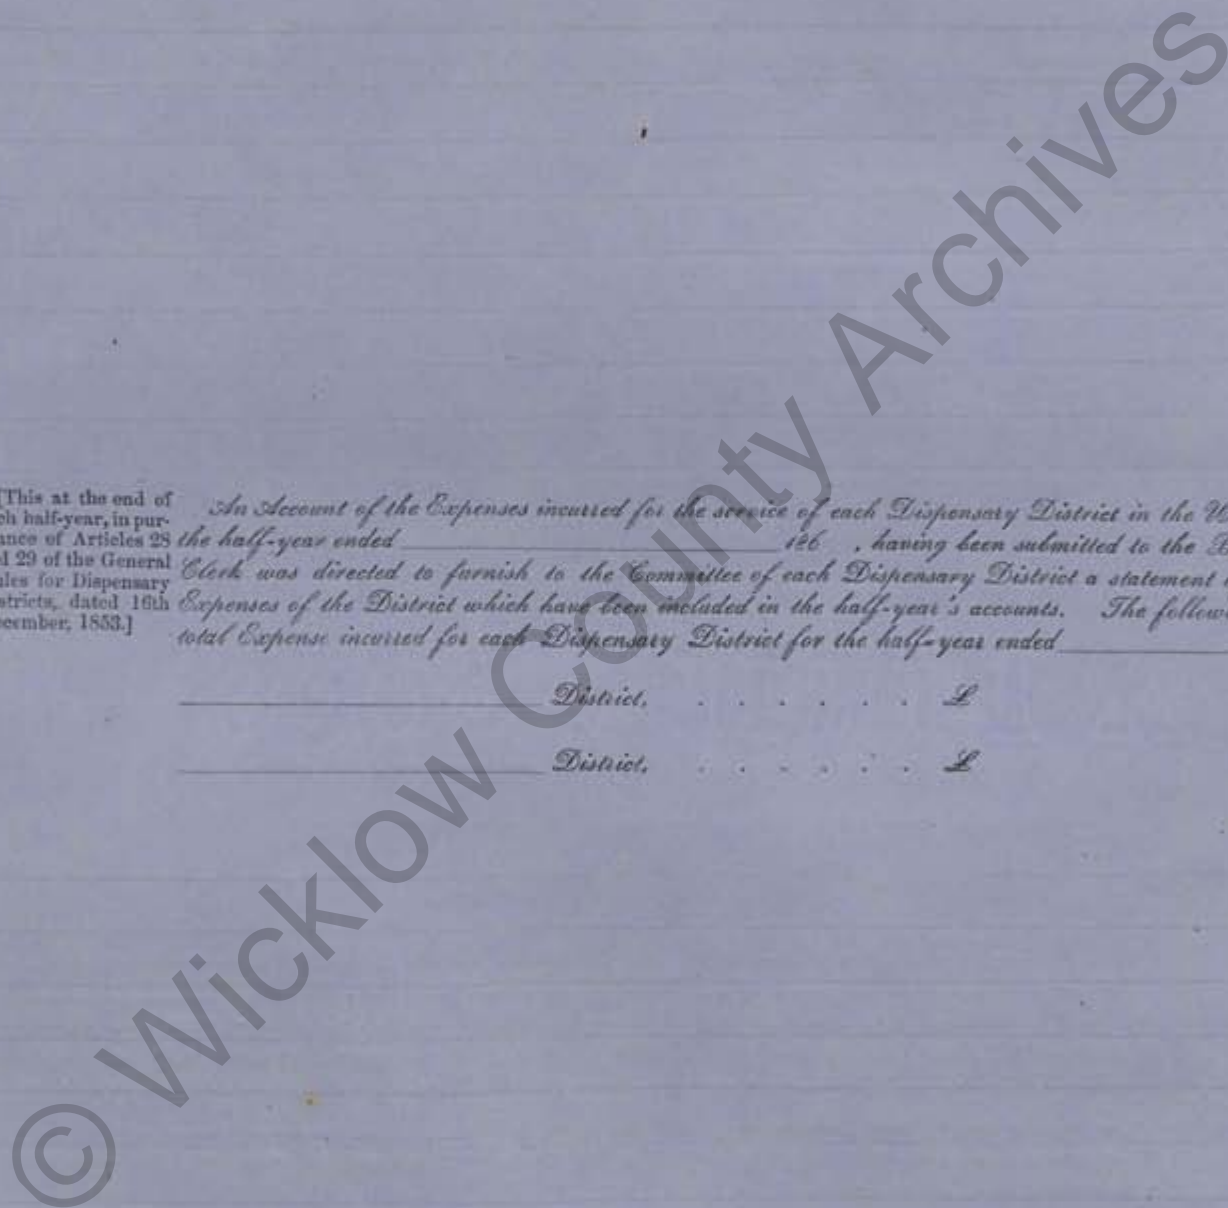 [This at the end of
ch half-year, in pur-
ance of Articles 28
d 29 of the General
ules for Dispensary
stricts, dated 16th
cember, 1853.]
An Account of the Expenses incurred for the service of each Dispensary District in the U
the half-year ended 186 , having been submitted to the B
Clerk was directed to furnish to the Committee of each Dispensary District a statement
Expenses of the District which have been included in the half-year's accounts. The follow
total Expense incurred for each Dispensary District for the half-year ended
District, . . . . . . £
District, . . . . . . £
© Wicklow County Archives